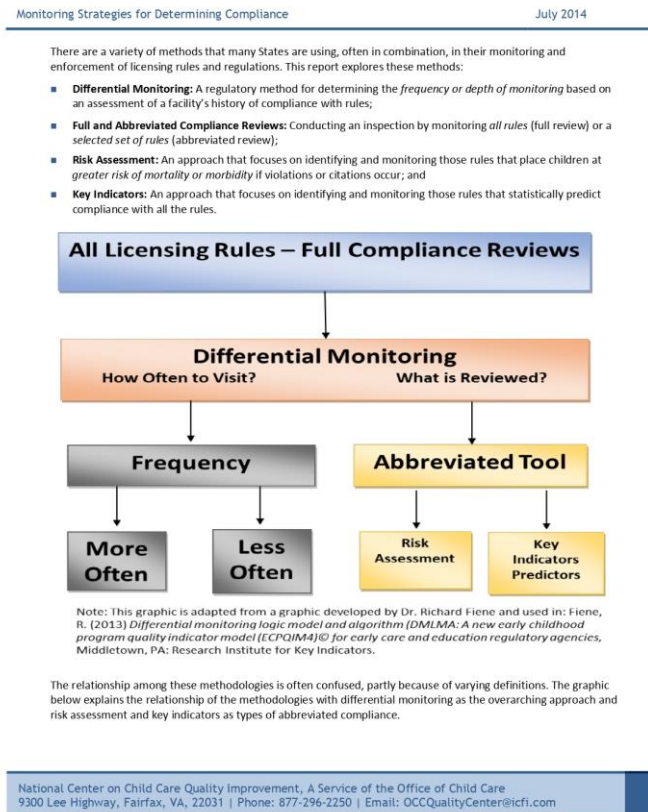 Monitoring Strategies for Determining Compliance July 2014
There are a variety of methods that many States are using, often in combination, in their monitoring and
enforcement of licensing rules and regulations. This report explores these methods:
■ Differential Monitoring: A regulatory method for determining the frequency or depth of monitoring based on
an assessment of a facility's history of compliance with rules;
■ Full and Abbreviated Compliance Reviews: Conducting an inspection by monitoring all rules (full review) or a
selected set of rules (abbreviated review);
■ Risk Assessment: An approach that focuses on identifying and monitoring those rules that place children at
greater risk of mortality or morbidity if violations or citations occur; and
■ Key Indicators: An approach that focuses on identifying and monitoring those rules that statistically predict
compliance with all the rules.
All Licensing Rules – Full Compliance Reviews
Differential Monitoring
How Often to Visit? What is Reviewed?
Frequency
Abbreviated Tool
More
Often
Less
Often
Risk
Assessment
Key
Indicators
Predictors
Note: This graphic is adapted from a graphic developed by Dr. Richard Fiene and used in: Fiene,
R. (2013) Differential monitoring logic model and algorithm (DMLMA: A new early childhood
program quality indicator model (ECPQIM4)© for early care and education regulatory agencies,
Middletown, PA: Research Institute for Key Indicators.
The relationship among these methodologies is often confused, partly because of varying definitions. The graphic
below explains the relationship of the methodologies with differential monitoring as the overarching approach and
risk assessment and key indicators as types of abbreviated compliance.
National Center on Child Care Quality Improvement, A Service of the Office of Child Care
9300 Lee Highway, Fairfax, VA, 22031 | Phone: 877-296-2250 | Email: OCCQualityCenter@icfi.com